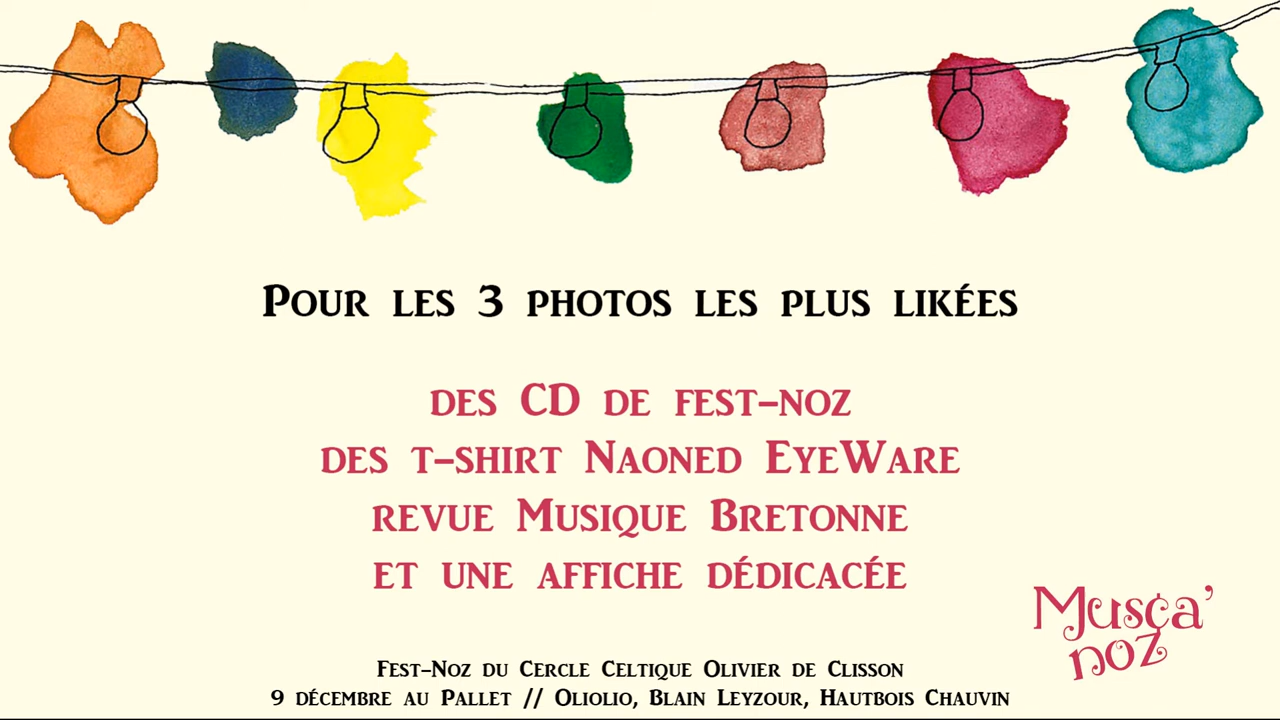 Pour les 3 photos les plus likées
des CD de fest-noz
des t-shirt Naoned EyeWare
revue Musique Bretonne
et une affiche dédicacée
Musca'
noz
Fest-Noz du Cercle Celtique Olivier de Clisson
9 décembre au Pallet // Oliolio, Blain Leyzour, Hautbois Chauvin